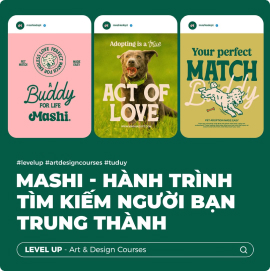 A
Buddy
FOR LIFE
Mashi.
Adopting is a True
ACT OF
LOVE
Your perfect
MATCH
Buddy
#levelup #artdesigncourses #tuduy
MASHI - HÀNH TRÌNH
TÌM KIẾM NGƯỜI BẠN
TRUNG THÀNH
LEVEL UP · Art & Design Courses